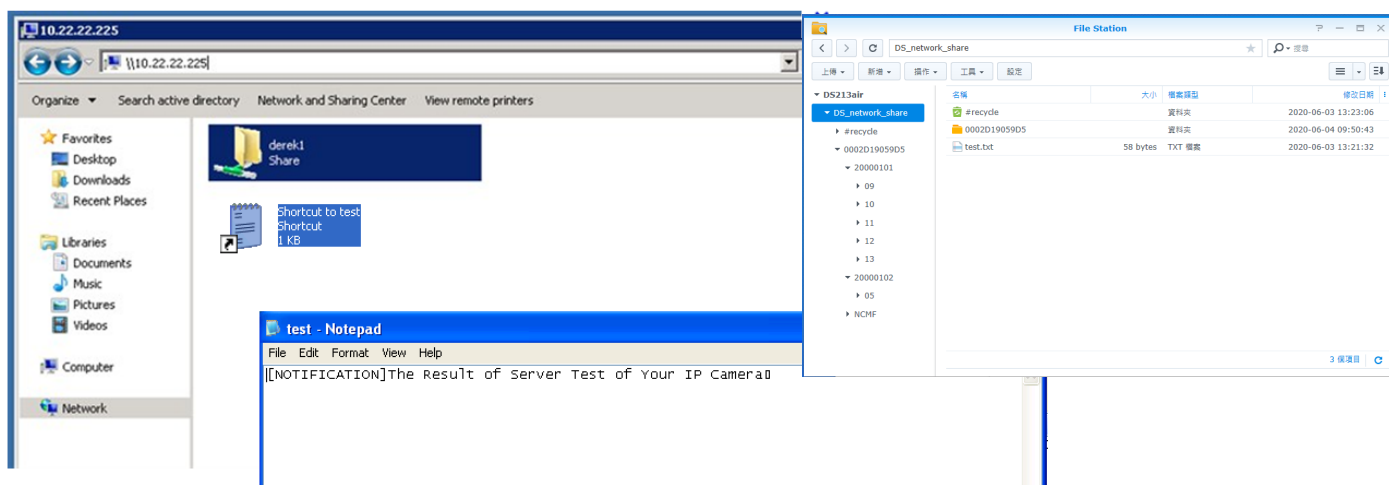 10.22.22.225
\\10.22.22.225
Organize Search active directory Network and Sharing Center View remote printers
Favorites
Desktop
Downloads
Recent Places
Libraries
Documents
Music
Pictures
Videos
Computer
Network
derek1
Share
Shortcut to test
Shortcut
1 KB
test - Notepad
File Edit Format View Help
[NOTIFICATION]The Result of Server Test of Your IP Camera
File Station
DS_network_share
搜尋
上傳 新增 操作 工具 設定
DS213air
DS_network_share
#recycle
0002D19059D5
20000101
09
10
11
12
13
20000102
05
NCMF
名稱 大小 檔案類型 修改日期
#recycle 資料夾 2020-06-03 13:23:06
0002D19059D5 資料夾 2020-06-04 09:50:43
test.txt 58 bytes TXT 檔案 2020-06-03 13:21:32
3 個項目